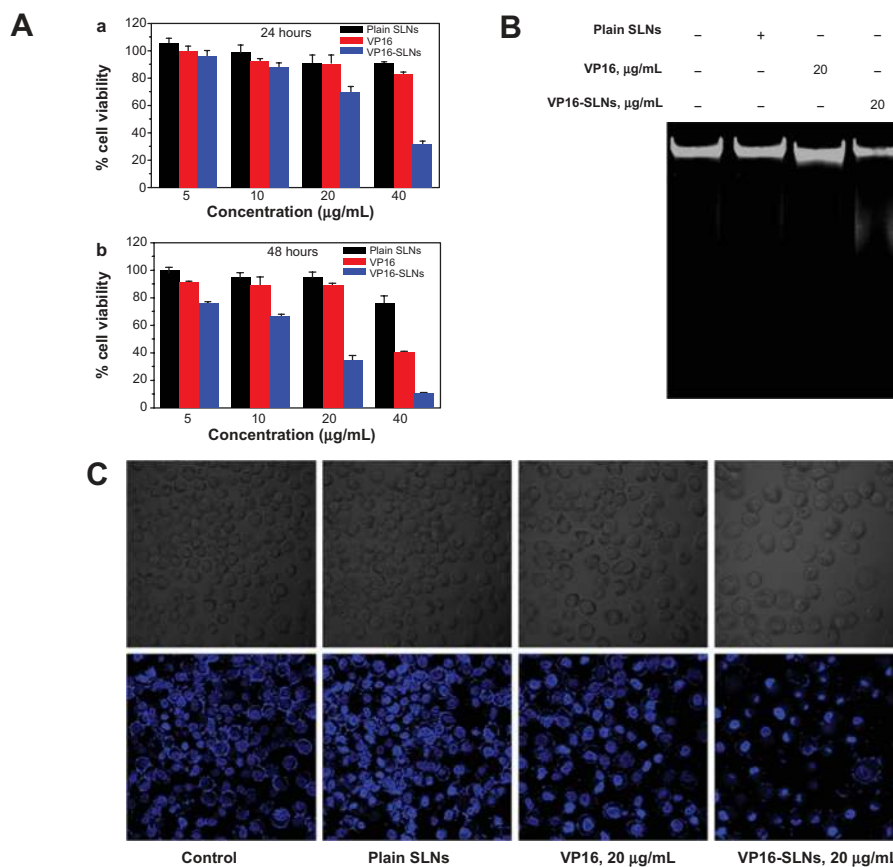 A
a
24 hours
Plain SLNs
VP16
VP16-SLNs
% cell viability
120
100
80
60
40
20
0
5 10 20 40
Concentration (µg/mL)
b
48 hours
Plain SLNs
VP16
VP16-SLNs
% cell viability
120
100
80
60
40
20
0
5 10 20 40
Concentration (µg/mL)
B
Plain SLNs – + – –
VP16, µg/mL – – 20 –
VP16-SLNs, µg/mL – – – 20
C
Control Plain SLNs VP16, 20 µg/mL VP16-SLNs, 20 µg/mL